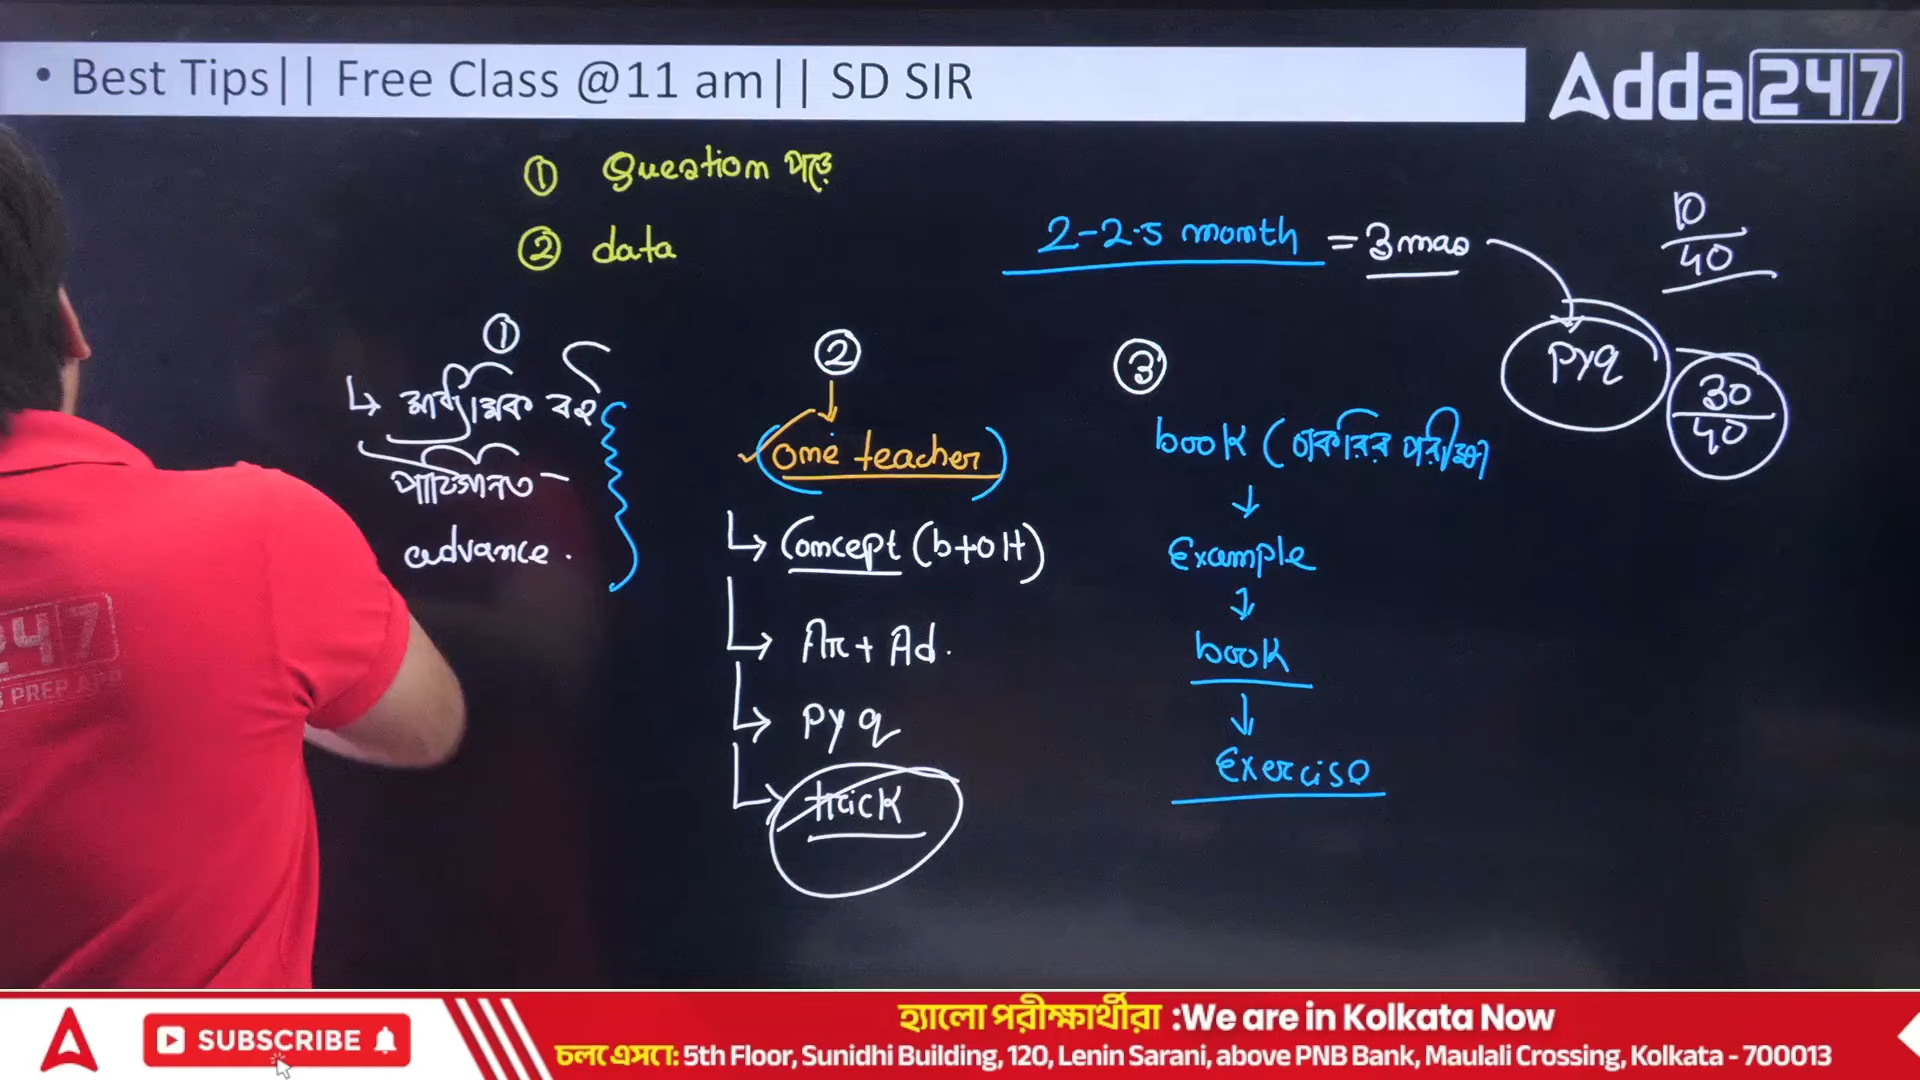 • Best Tips|| Free Class @11 am|| SD SIR
Adda247
① Question পড়ে
② data
2-2.5 month = 3 mas
10/40
PYq
30/40
①
↳ মাধ্যমিক বই
পাটিগনিত
advance.
②
↓
one teacher
↳ Concept (b+oH)
↳ Ar + Ad.
↳ PYq
↳ trick
③
book (চাকরির পরীক্ষা
↓
Example
↓
book
↓
Exercise
247
PREP APP
SUBSCRIBE
হ্যালো পরীক্ষার্থীরা :We are in Kolkata Now
চলে এসো: 5th Floor, Sunidhi Building, 120, Lenin Sarani, above PNB Bank, Maulali Crossing, Kolkata - 700013